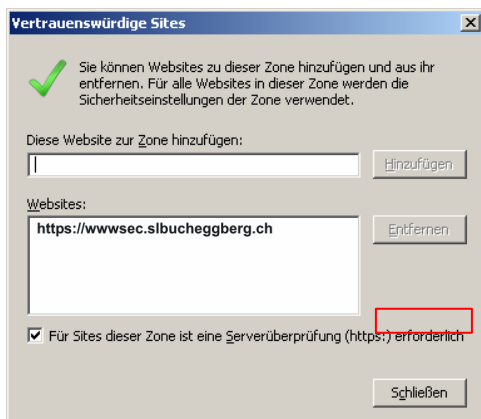 Vertrauenswürdige Sites
Sie können Websites zu dieser Zone hinzufügen und aus ihr
entfernen. Für alle Websites in dieser Zone werden die
Sicherheitseinstellungen der Zone verwendet.
Diese Website zur Zone hinzufügen:
Hinzufügen
Websites:
https://wwwsec.slbucheggberg.ch
Entfernen
Für Sites dieser Zone ist eine Serverüberprüfung (https:) erforderlich
Schließen